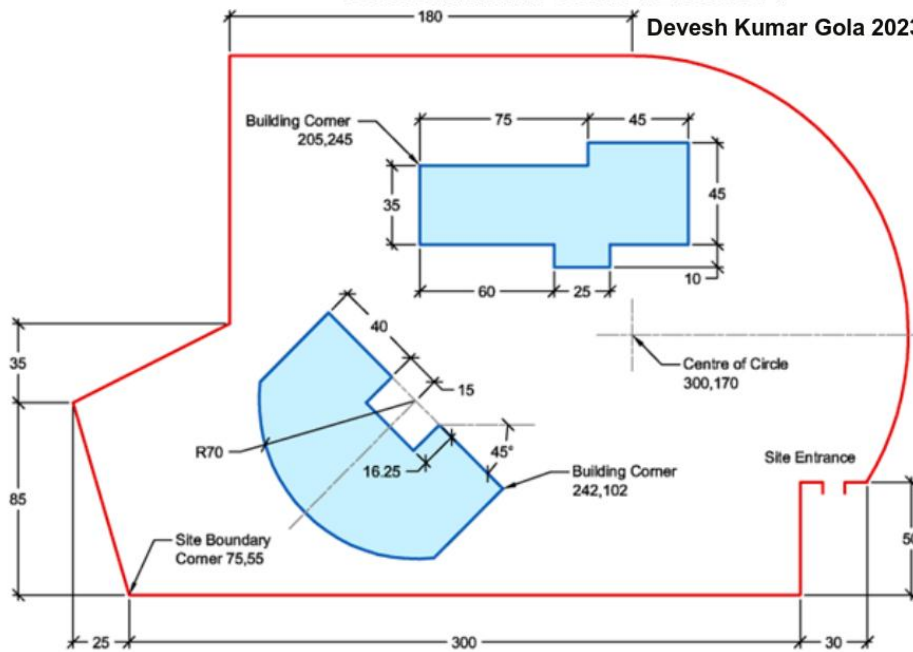 180
Devesh Kumar Gola 2023
Building Corner
205,245
75
45
35
45
10
60
25
40
15
35
Centre of Circle
300,170
R70
16.25
45°
Site Entrance
Building Corner
242,102
85
Site Boundary
Corner 75,55
50
25
300
30